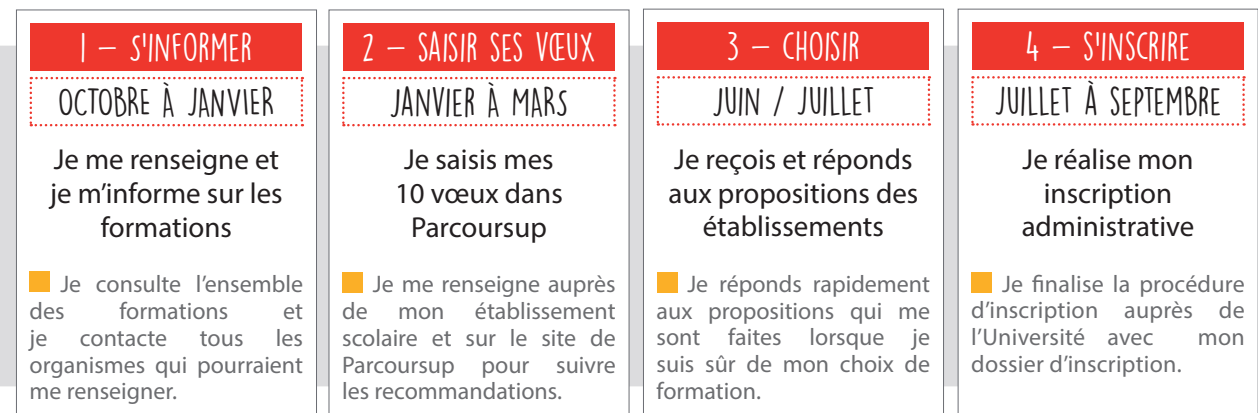 1 – S'INFORMER
OCTOBRE À JANVIER
Je me renseigne et
je m'informe sur les
formations
Je consulte l'ensemble
des formations et
je contacte tous les
organismes qui pourraient
me renseigner.
2 – SAISIR SES VŒUX
JANVIER À MARS
Je saisis mes
10 vœux dans
Parcoursup
Je me renseigne auprès
de mon établissement
scolaire et sur le site de
Parcoursup pour suivre
les recommandations.
3 – CHOISIR
JUIN / JUILLET
Je reçois et réponds
aux propositions des
établissements
Je réponds rapidement
aux propositions qui me
sont faites lorsque je
suis sûr de mon choix de
formation.
4 – S'INSCRIRE
JUILLET À SEPTEMBRE
Je réalise mon
inscription
administrative
Je finalise la procédure
d'inscription auprès de
l'Université avec mon
dossier d'inscription.